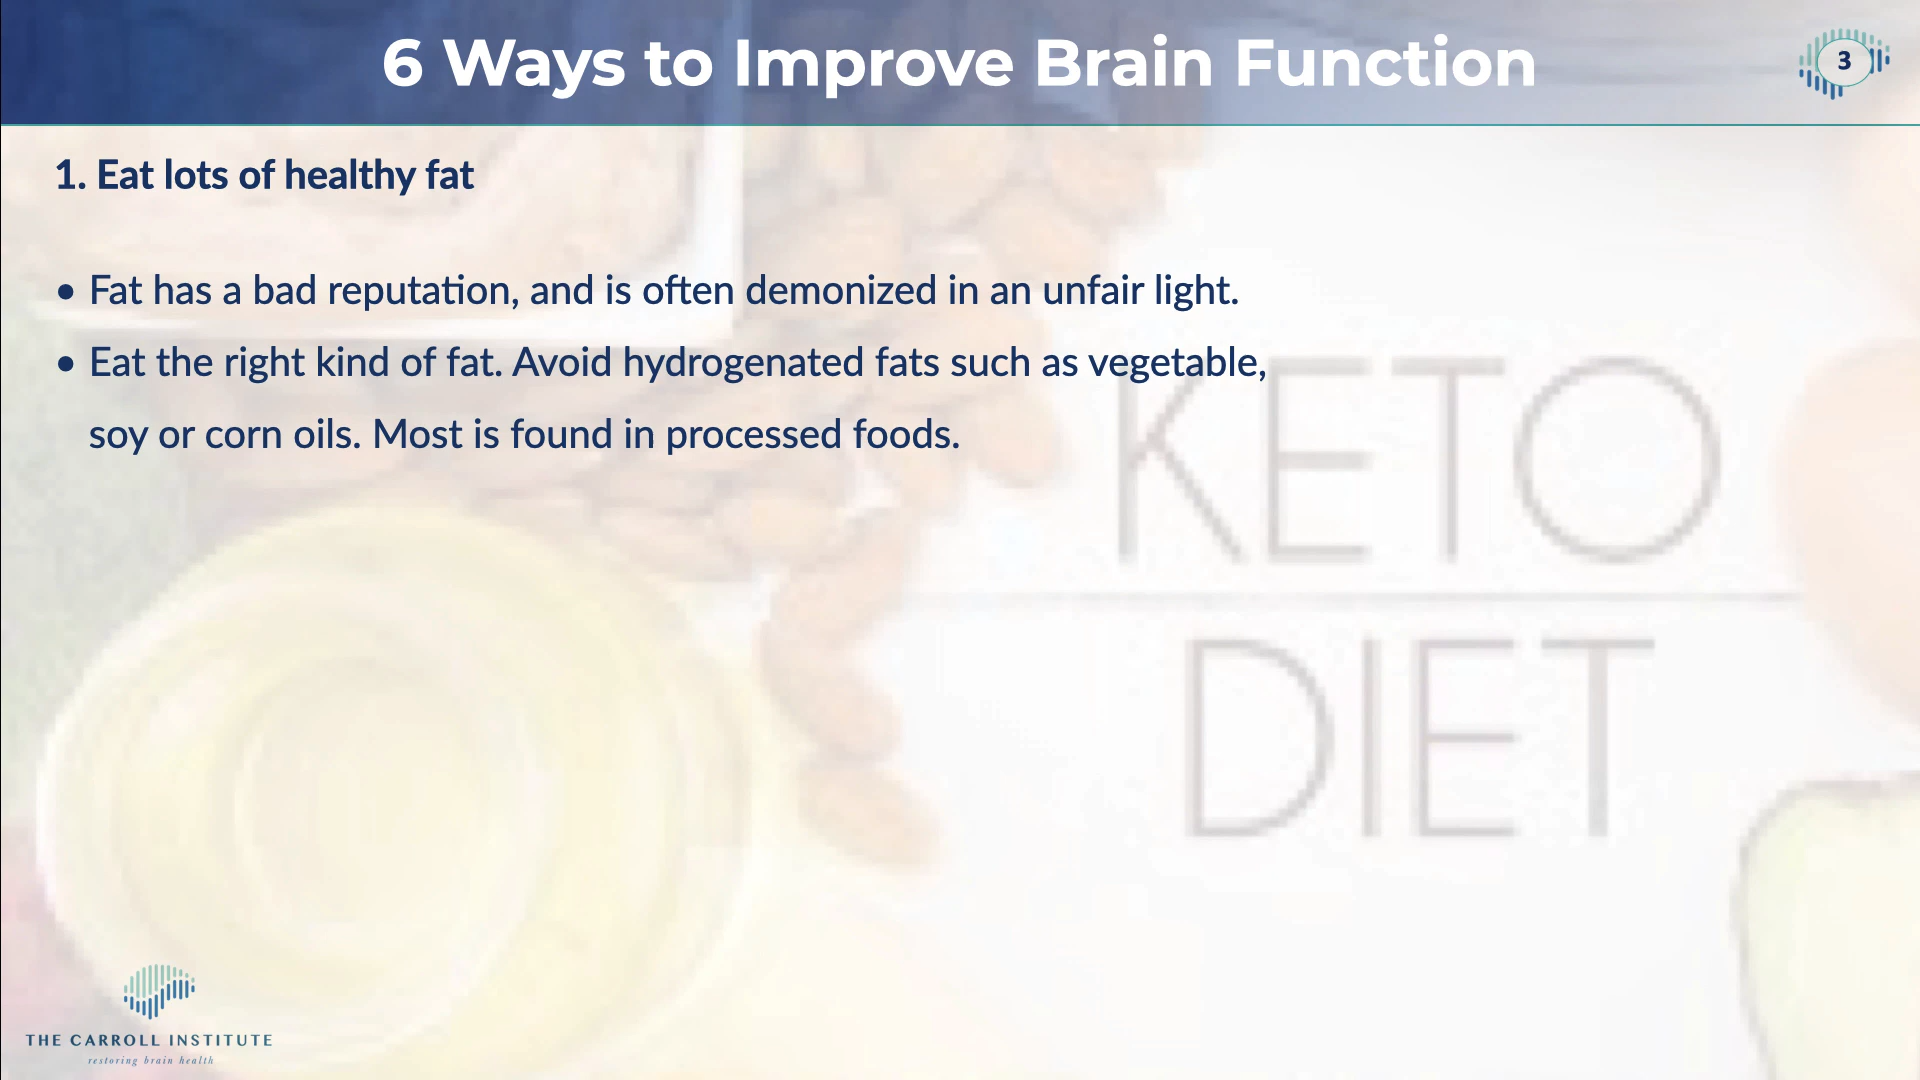 6 Ways to Improve Brain Function
3
1. Eat lots of healthy fat
• Fat has a bad reputation, and is often demonized in an unfair light.
• Eat the right kind of fat. Avoid hydrogenated fats such as vegetable,
soy or corn oils. Most is found in processed foods.
KETO
DIET
THE CARROLL INSTITUTE
restoring brain health